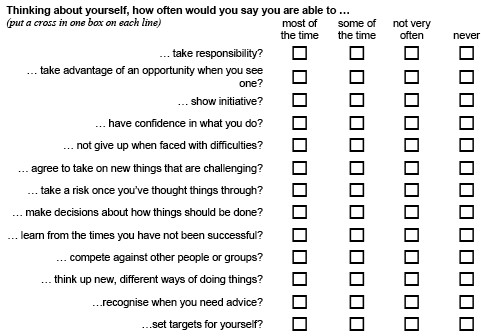 Thinking about yourself, how often would you say you are able to ...
(put a cross in one box on each line)
most of the time
some of the time
not very often
never
... take responsibility?
... take advantage of an opportunity when you see one?
... show initiative?
... have confidence in what you do?
... not give up when faced with difficulties?
... agree to take on new things that are challenging?
... take a risk once you've thought things through?
... make decisions about how things should be done?
... learn from the times you have not been successful?
... compete against other people or groups?
... think up new, different ways of doing things?
...recognise when you need advice?
...set targets for yourself?